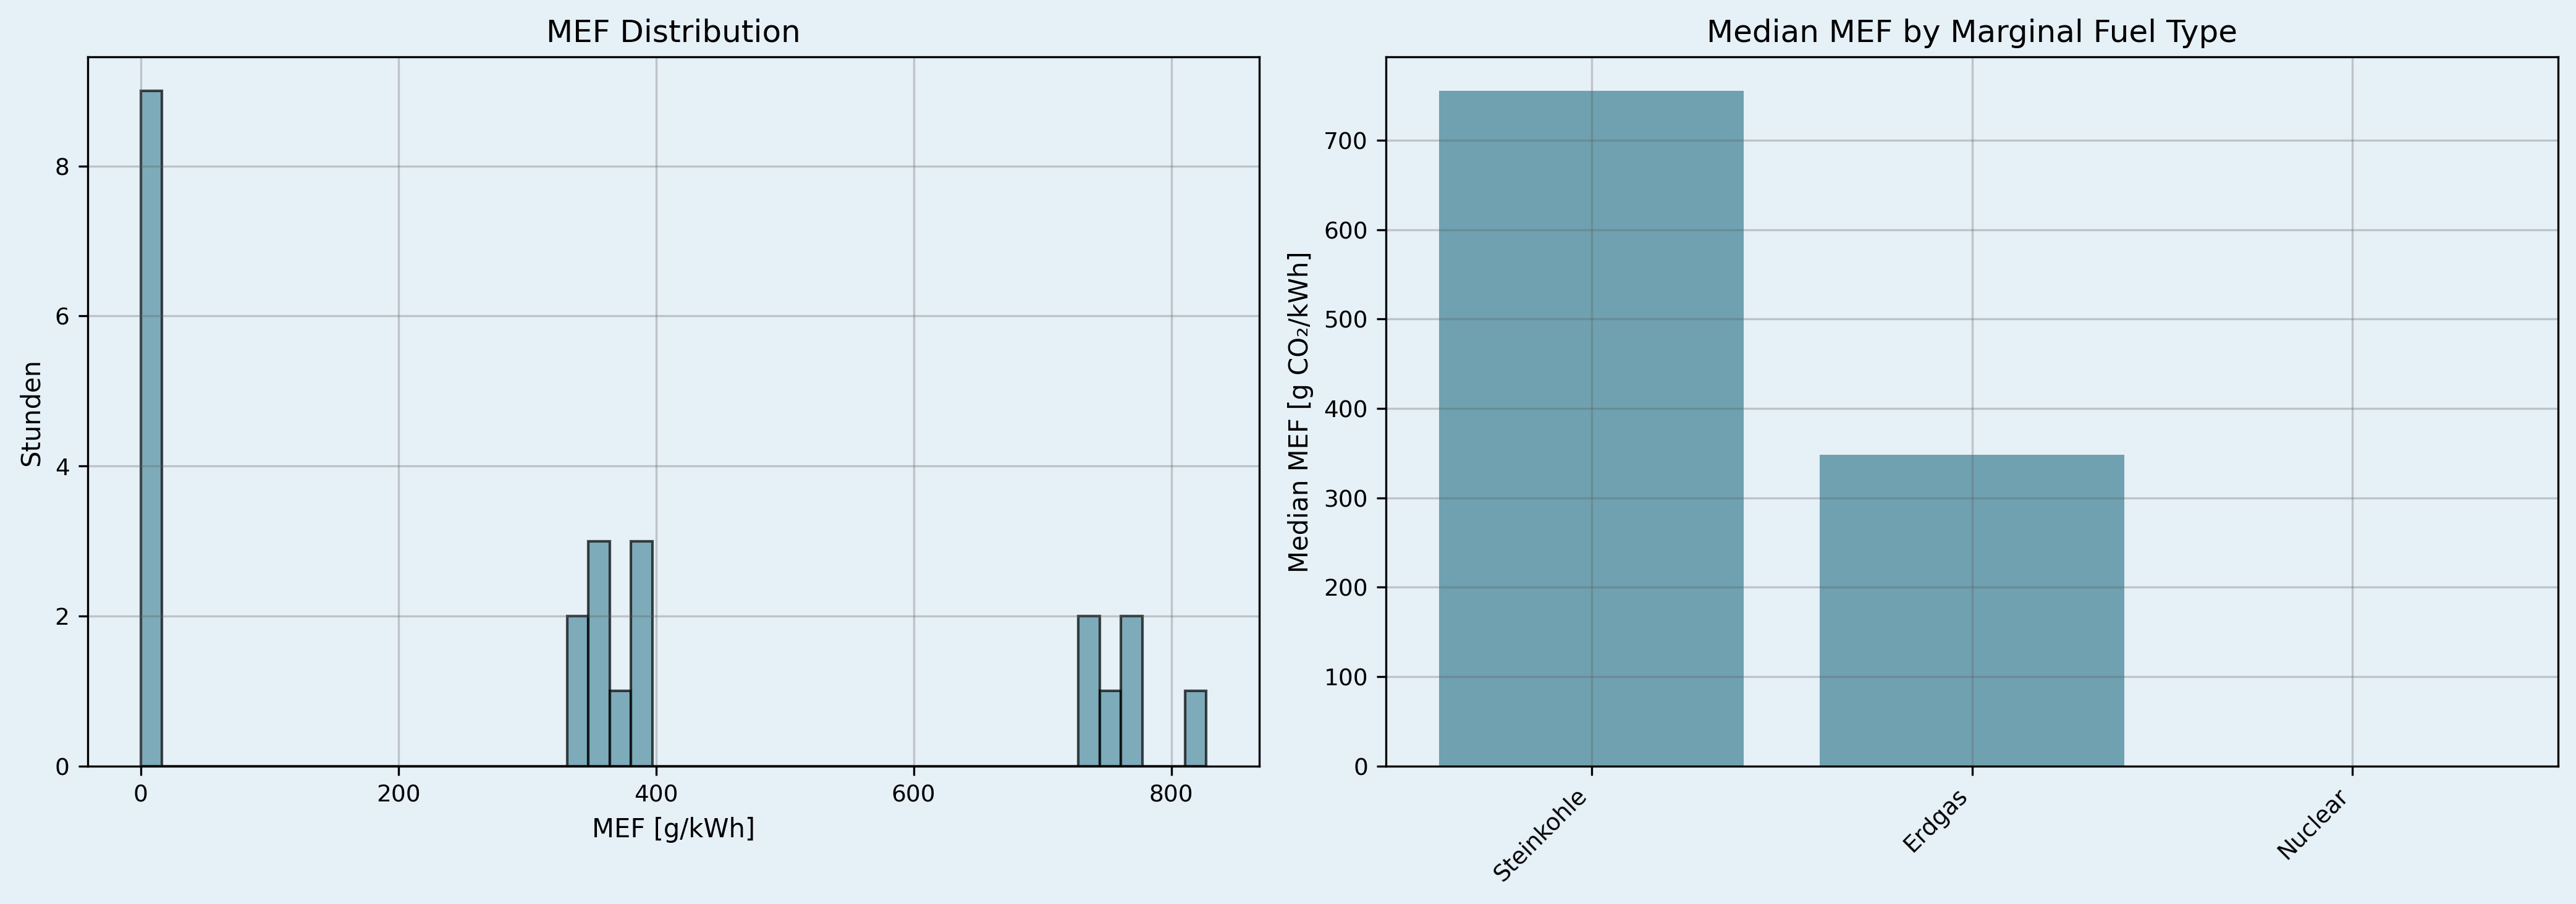 MEF Distribution
Stunden
8
6
4
2
0
0 200 400 600 800
MEF [g/kWh]
Median MEF by Marginal Fuel Type
Median MEF [g CO₂/kWh]
700
600
500
400
300
200
100
0
Steinkohle
Erdgas
Nuclear